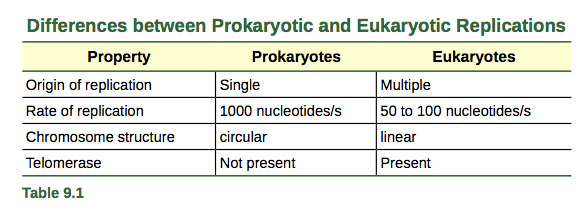 Differences between Prokaryotic and Eukaryotic Replications
Property Prokaryotes Eukaryotes
Origin of replication Single Multiple
Rate of replication 1000 nucleotides/s 50 to 100 nucleotides/s
Chromosome structure circular linear
Telomerase Not present Present
Table 9.1